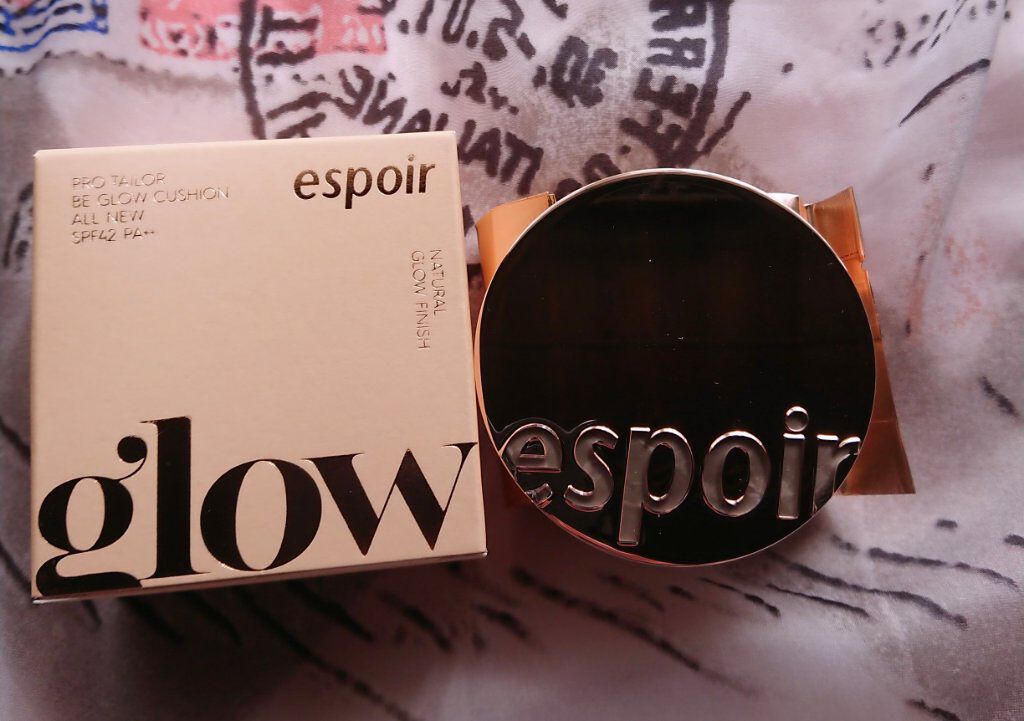 PRO TAILOR
BE GLOW CUSHION
ALL NEW
SPF42 PA++
espoir
NATURAL
GLOW FINISH
glow
espoir